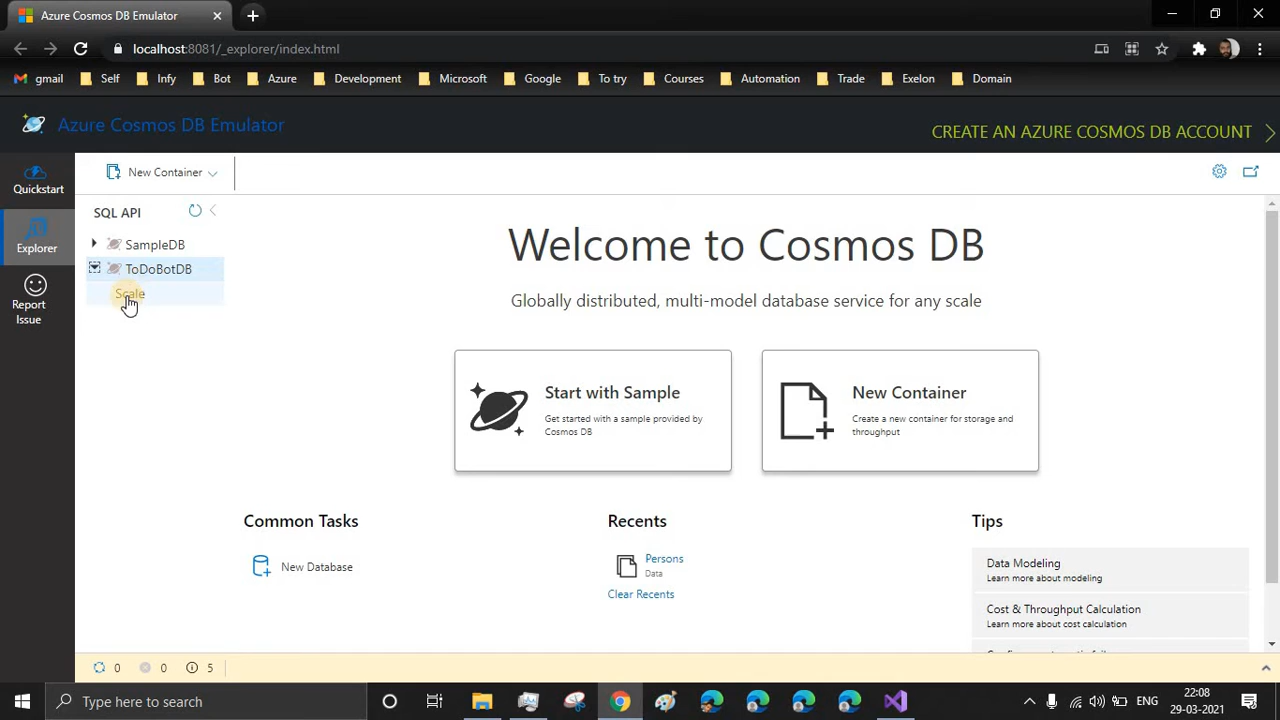 Azure Cosmos DB Emulator
localhost:8081/_explorer/index.html
gmail Self Infy Bot Azure Development Microsoft Google To try Courses Automation Trade Exelon Domain
Azure Cosmos DB Emulator
CREATE AN AZURE COSMOS DB ACCOUNT
Quickstart
Explorer
Report
Issue
New Container
SQL API
SampleDB
ToDoBotDB
Scale
Welcome to Cosmos DB
Globally distributed, multi-model database service for any scale
Start with Sample
Get started with a sample provided by
Cosmos DB
New Container
Create a new container for storage and
throughput
Common Tasks
New Database
Recents
Persons
Data
Clear Recents
Tips
Data Modeling
Learn more about modeling
Cost & Throughput Calculation
Learn more about cost calculation
0 0 5
Type here to search
ENG
22:08
29-03-2021